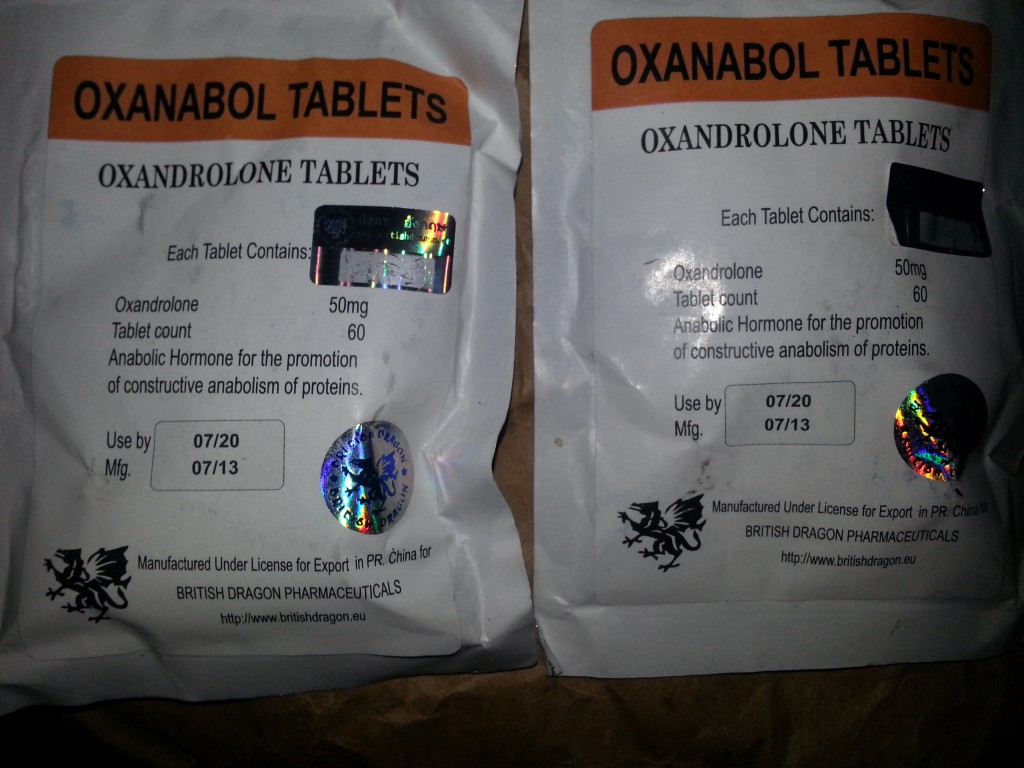 OXANABOL TABLETS
OXANDROLONE TABLETS
Each Tablet Contains:
Oxandrolone 50mg
Tablet count 60
Anabolic Hormone for the promotion
of constructive anabolism of proteins.
Use by 07/20
Mfg. 07/13
BRITISH DRAGON
BRITISH DRAGON
Manufactured Under License for Export in PR. China for
BRITISH DRAGON PHARMACEUTICALS
http://www.britishdragon.eu
OXANABOL TABLETS
OXANDROLONE TABLETS
Each Tablet Contains:
Oxandrolone 50mg
Tablet count 60
Anabolic Hormone for the promotion
of constructive anabolism of proteins.
Use by 07/20
Mfg. 07/13
Manufactured Under License for Export in PR. China for
BRITISH DRAGON PHARMACEUTICALS
http://www.britishdragon.eu